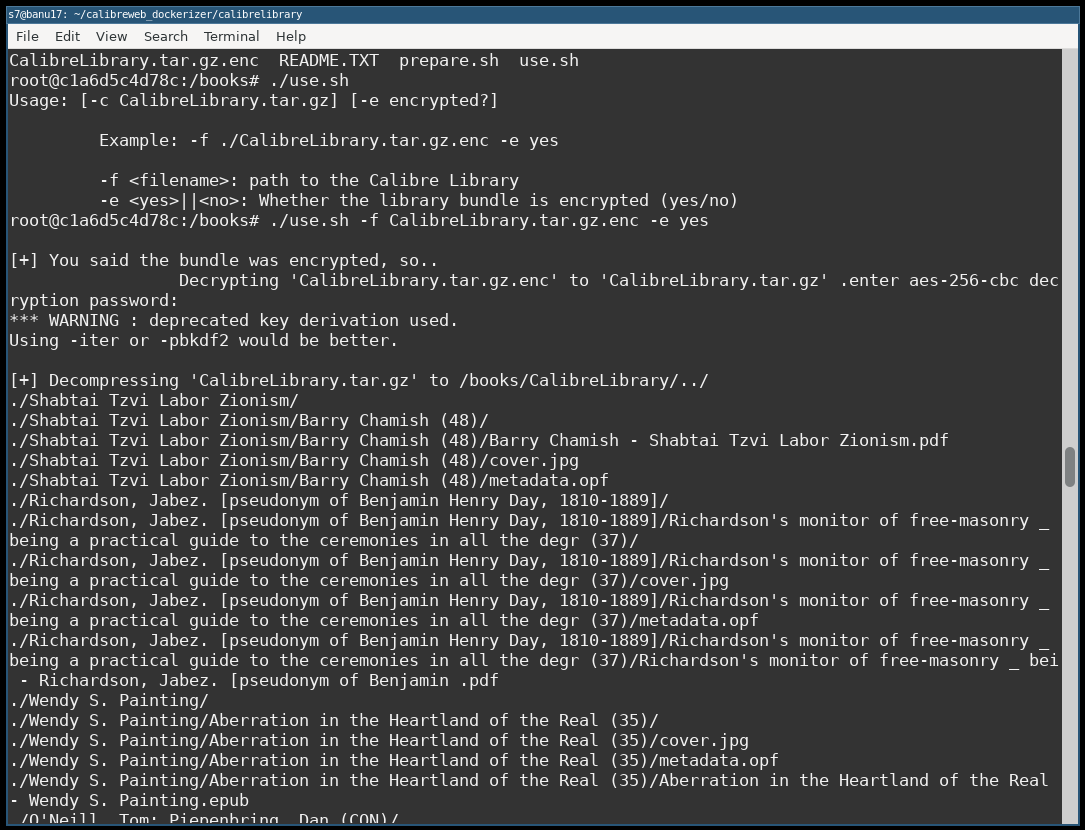 s7@banu17: ~/calibreweb_dockerizer/calibrelibrary
File Edit View Search Terminal Help
CalibreLibrary.tar.gz.enc  README.TXT  prepare.sh  use.sh
root@c1a6d5c4d78c:/books# ./use.sh
Usage: [-c CalibreLibrary.tar.gz] [-e encrypted?]
Example: -f ./CalibreLibrary.tar.gz.enc -e yes
-f <filename>: path to the Calibre Library
-e <yes>||<no>: Whether the library bundle is encrypted (yes/no)
root@c1a6d5c4d78c:/books# ./use.sh -f CalibreLibrary.tar.gz.enc -e yes
[+] You said the bundle was encrypted, so..
Decrypting 'CalibreLibrary.tar.gz.enc' to 'CalibreLibrary.tar.gz' .enter aes-256-cbc dec
ryption password:
*** WARNING : deprecated key derivation used.
Using -iter or -pbkdf2 would be better.
[+] Decompressing 'CalibreLibrary.tar.gz' to /books/CalibreLibrary/../
./Shabtai Tzvi Labor Zionism/
./Shabtai Tzvi Labor Zionism/Barry Chamish (48)/
./Shabtai Tzvi Labor Zionism/Barry Chamish (48)/Barry Chamish - Shabtai Tzvi Labor Zionism.pdf
./Shabtai Tzvi Labor Zionism/Barry Chamish (48)/cover.jpg
./Shabtai Tzvi Labor Zionism/Barry Chamish (48)/metadata.opf
./Richardson, Jabez. [pseudonym of Benjamin Henry Day, 1810-1889]/
./Richardson, Jabez. [pseudonym of Benjamin Henry Day, 1810-1889]/Richardson's monitor of free-masonry _
being a practical guide to the ceremonies in all the degr (37)/
./Richardson, Jabez. [pseudonym of Benjamin Henry Day, 1810-1889]/Richardson's monitor of free-masonry _
being a practical guide to the ceremonies in all the degr (37)/cover.jpg
./Richardson, Jabez. [pseudonym of Benjamin Henry Day, 1810-1889]/Richardson's monitor of free-masonry _
being a practical guide to the ceremonies in all the degr (37)/metadata.opf
./Richardson, Jabez. [pseudonym of Benjamin Henry Day, 1810-1889]/Richardson's monitor of free-masonry _
being a practical guide to the ceremonies in all the degr (37)/Richardson's monitor of free-masonry _ bei
- Richardson, Jabez. [pseudonym of Benjamin .pdf
./Wendy S. Painting/
./Wendy S. Painting/Aberration in the Heartland of the Real (35)/
./Wendy S. Painting/Aberration in the Heartland of the Real (35)/cover.jpg
./Wendy S. Painting/Aberration in the Heartland of the Real (35)/metadata.opf
./Wendy S. Painting/Aberration in the Heartland of the Real (35)/Aberration in the Heartland of the Real
- Wendy S. Painting.epub
./O'Neill, Tom; Piepenbring, Dan (CON)/